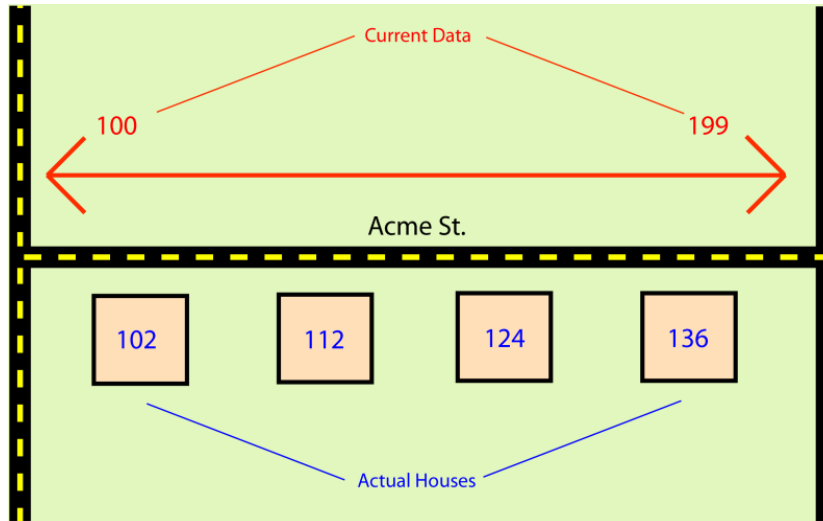 Current Data
100
199
Acme St.
102
112
124
136
Actual Houses